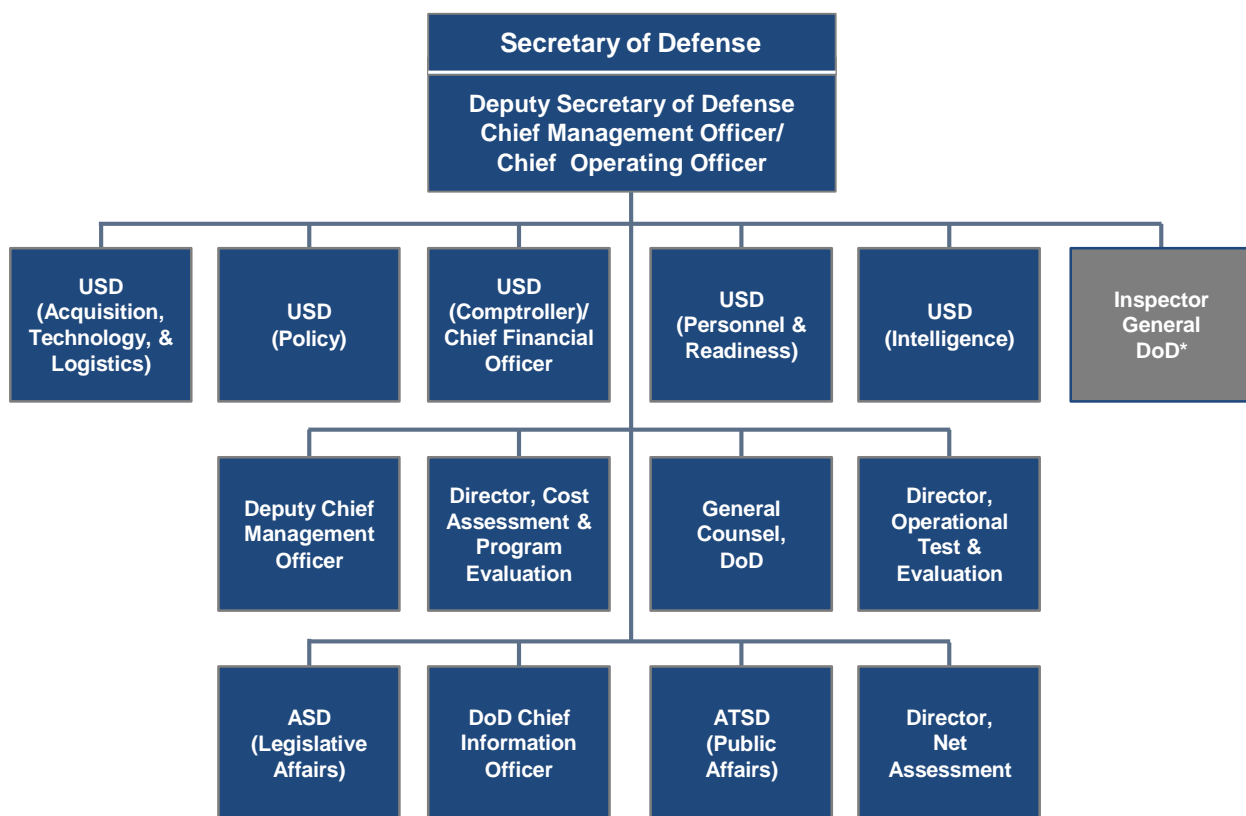 Secretary of Defense
Deputy Secretary of Defense
Chief Management Officer/
Chief Operating Officer
USD
(Acquisition,
Technology, &
Logistics)
USD
(Policy)
USD
(Comptroller)/
Chief Financial
Officer
USD
(Personnel &
Readiness)
USD
(Intelligence)
Inspector
General
DoD*
Deputy Chief
Management
Officer
Director, Cost
Assessment &
Program
Evaluation
General
Counsel,
DoD
Director,
Operational
Test &
Evaluation
ASD
(Legislative
Affairs)
DoD Chief
Information
Officer
ATSD
(Public
Affairs)
Director,
Net
Assessment